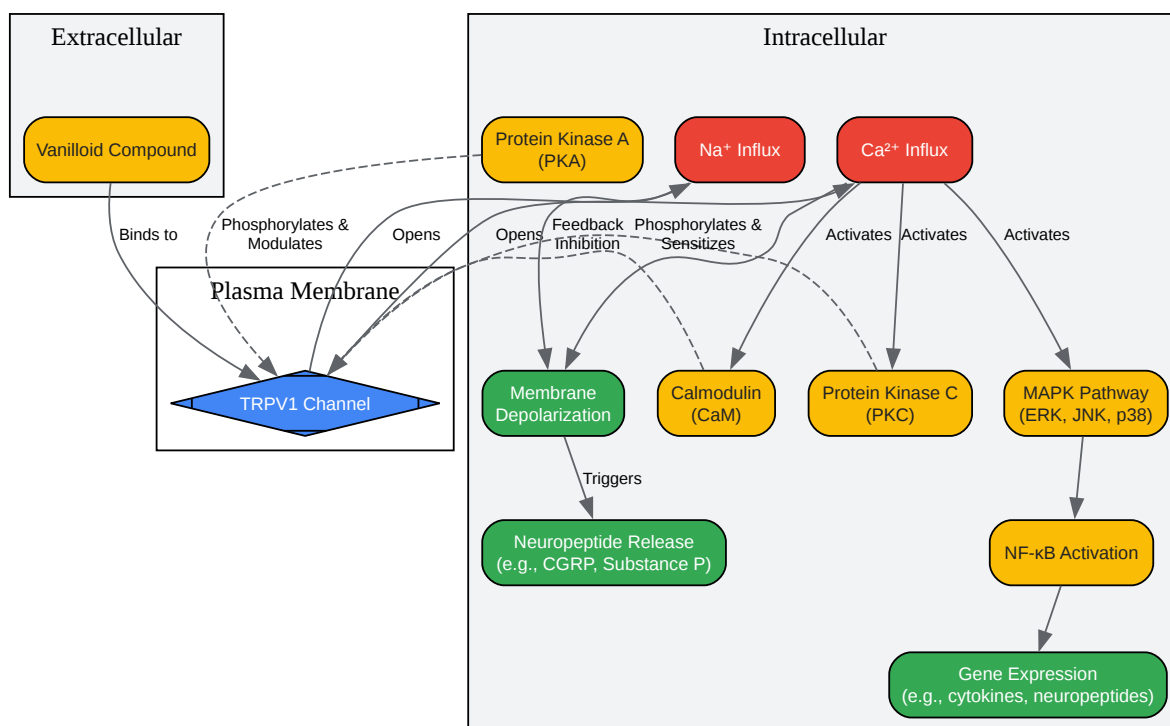 Extracellular
Intracellular
Vanilloid Compound
Protein Kinase A
(PKA)
Na⁺ Influx
Ca²⁺ Influx
Binds to
Phosphorylates &
Modulates
Opens
Opens
Feedback
Inhibition
Phosphorylates &
Sensitizes
Activates
Activates
Activates
Plasma Membrane
TRPV1 Channel
Membrane
Depolarization
Calmodulin
(CaM)
Protein Kinase C
(PKC)
MAPK Pathway
(ERK, JNK, p38)
Triggers
Neuropeptide Release
(e.g., CGRP, Substance P)
NF-κB Activation
Gene Expression
(e.g., cytokines, neuropeptides)